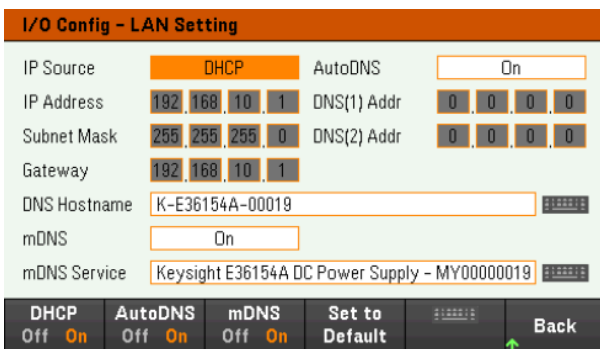 I/O Config – LAN Setting
IP Source DHCP AutoDNS On
IP Address 192 . 168 . 10 . 1 DNS(1) Addr 0 . 0 . 0 . 0
Subnet Mask 255 . 255 . 255 . 0 DNS(2) Addr 0 . 0 . 0 . 0
Gateway 192 . 168 . 10 . 1
DNS Hostname K-E36154A-00019
mDNS On
mDNS Service Keysight E36154A DC Power Supply - MY00000019
DHCP AutoDNS mDNS Set to Back
Off On Off On Off On Default